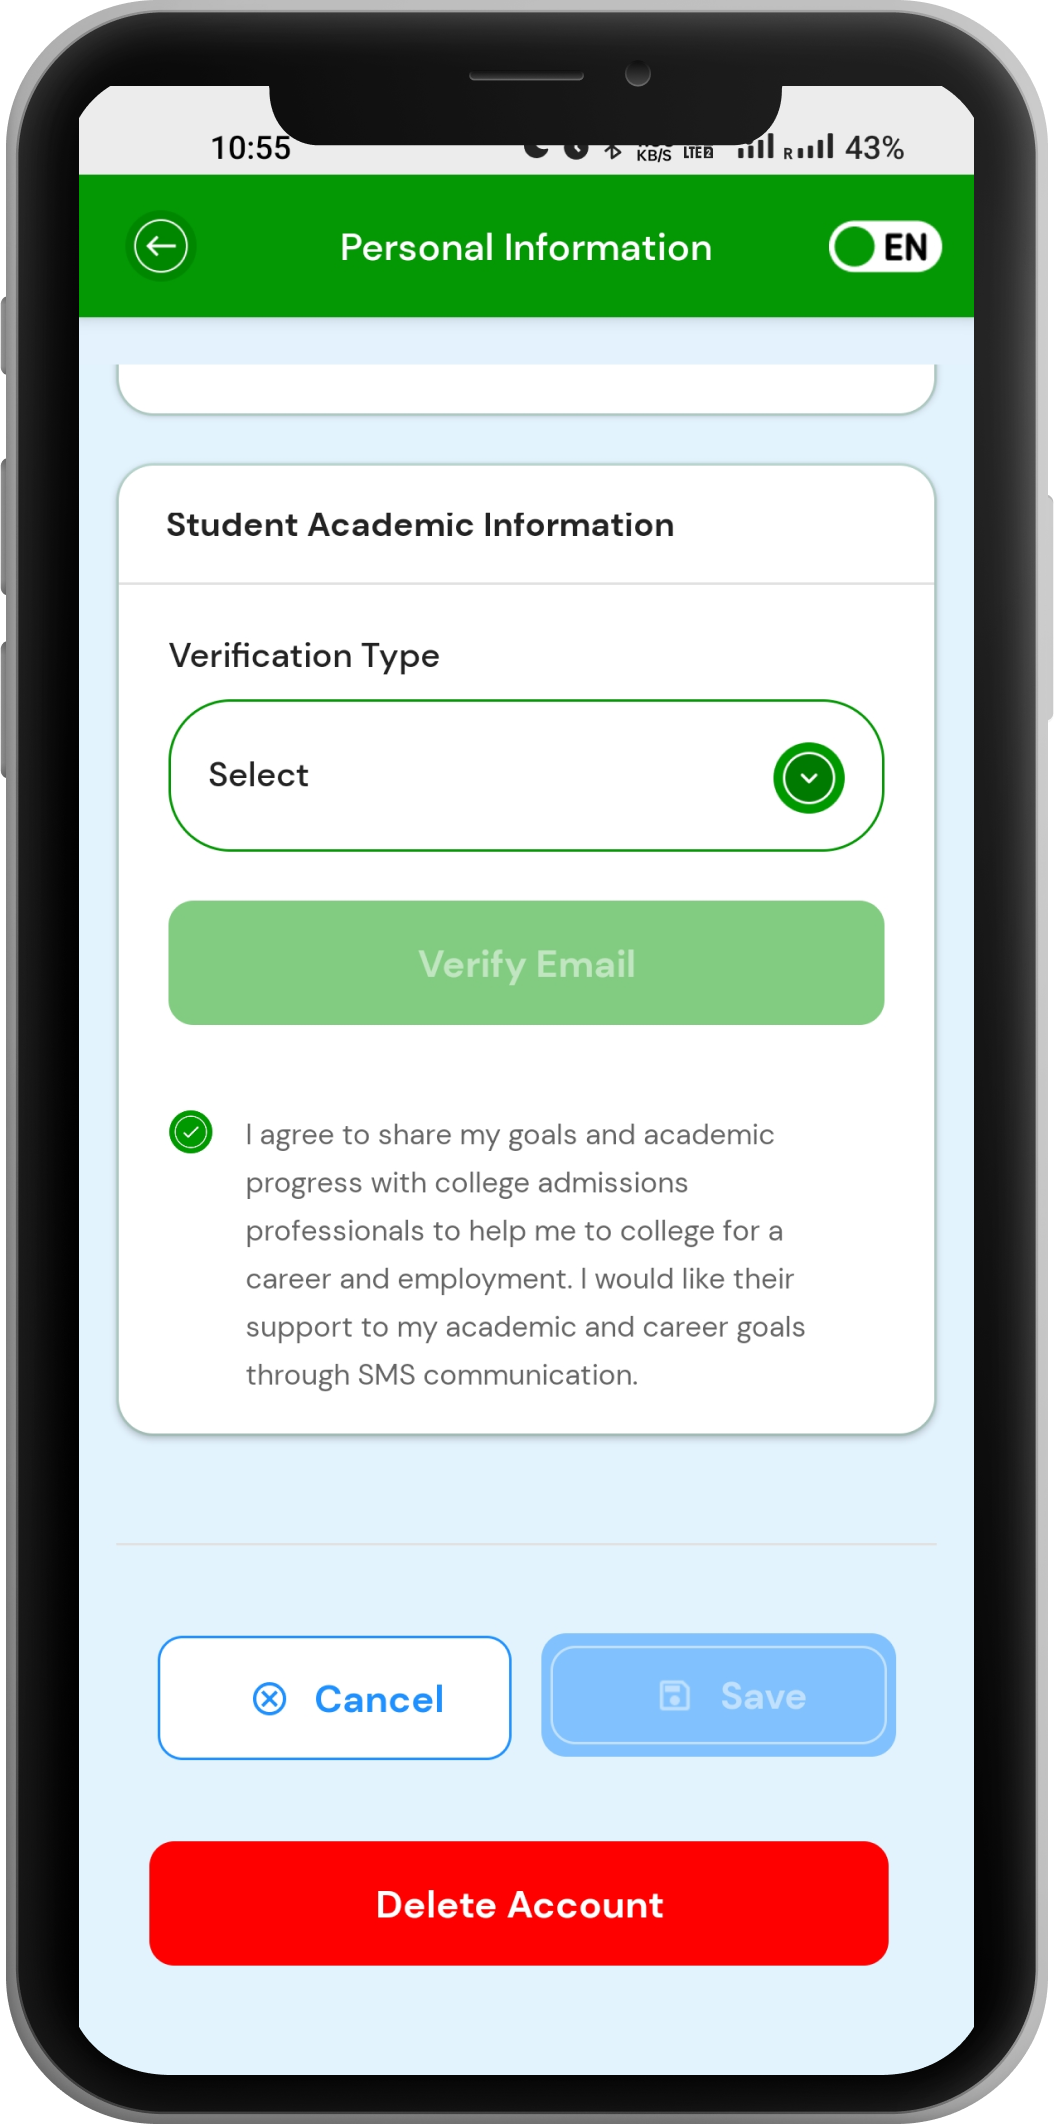 10:55
KB/S LTE 2 R 43%
Personal Information
EN
Student Academic Information
Verification Type
Select
Verify Email
I agree to share my goals and academic
progress with college admissions
professionals to help me to college for a
career and employment. I would like their
support to my academic and career goals
through SMS communication.
Cancel
Save
Delete Account